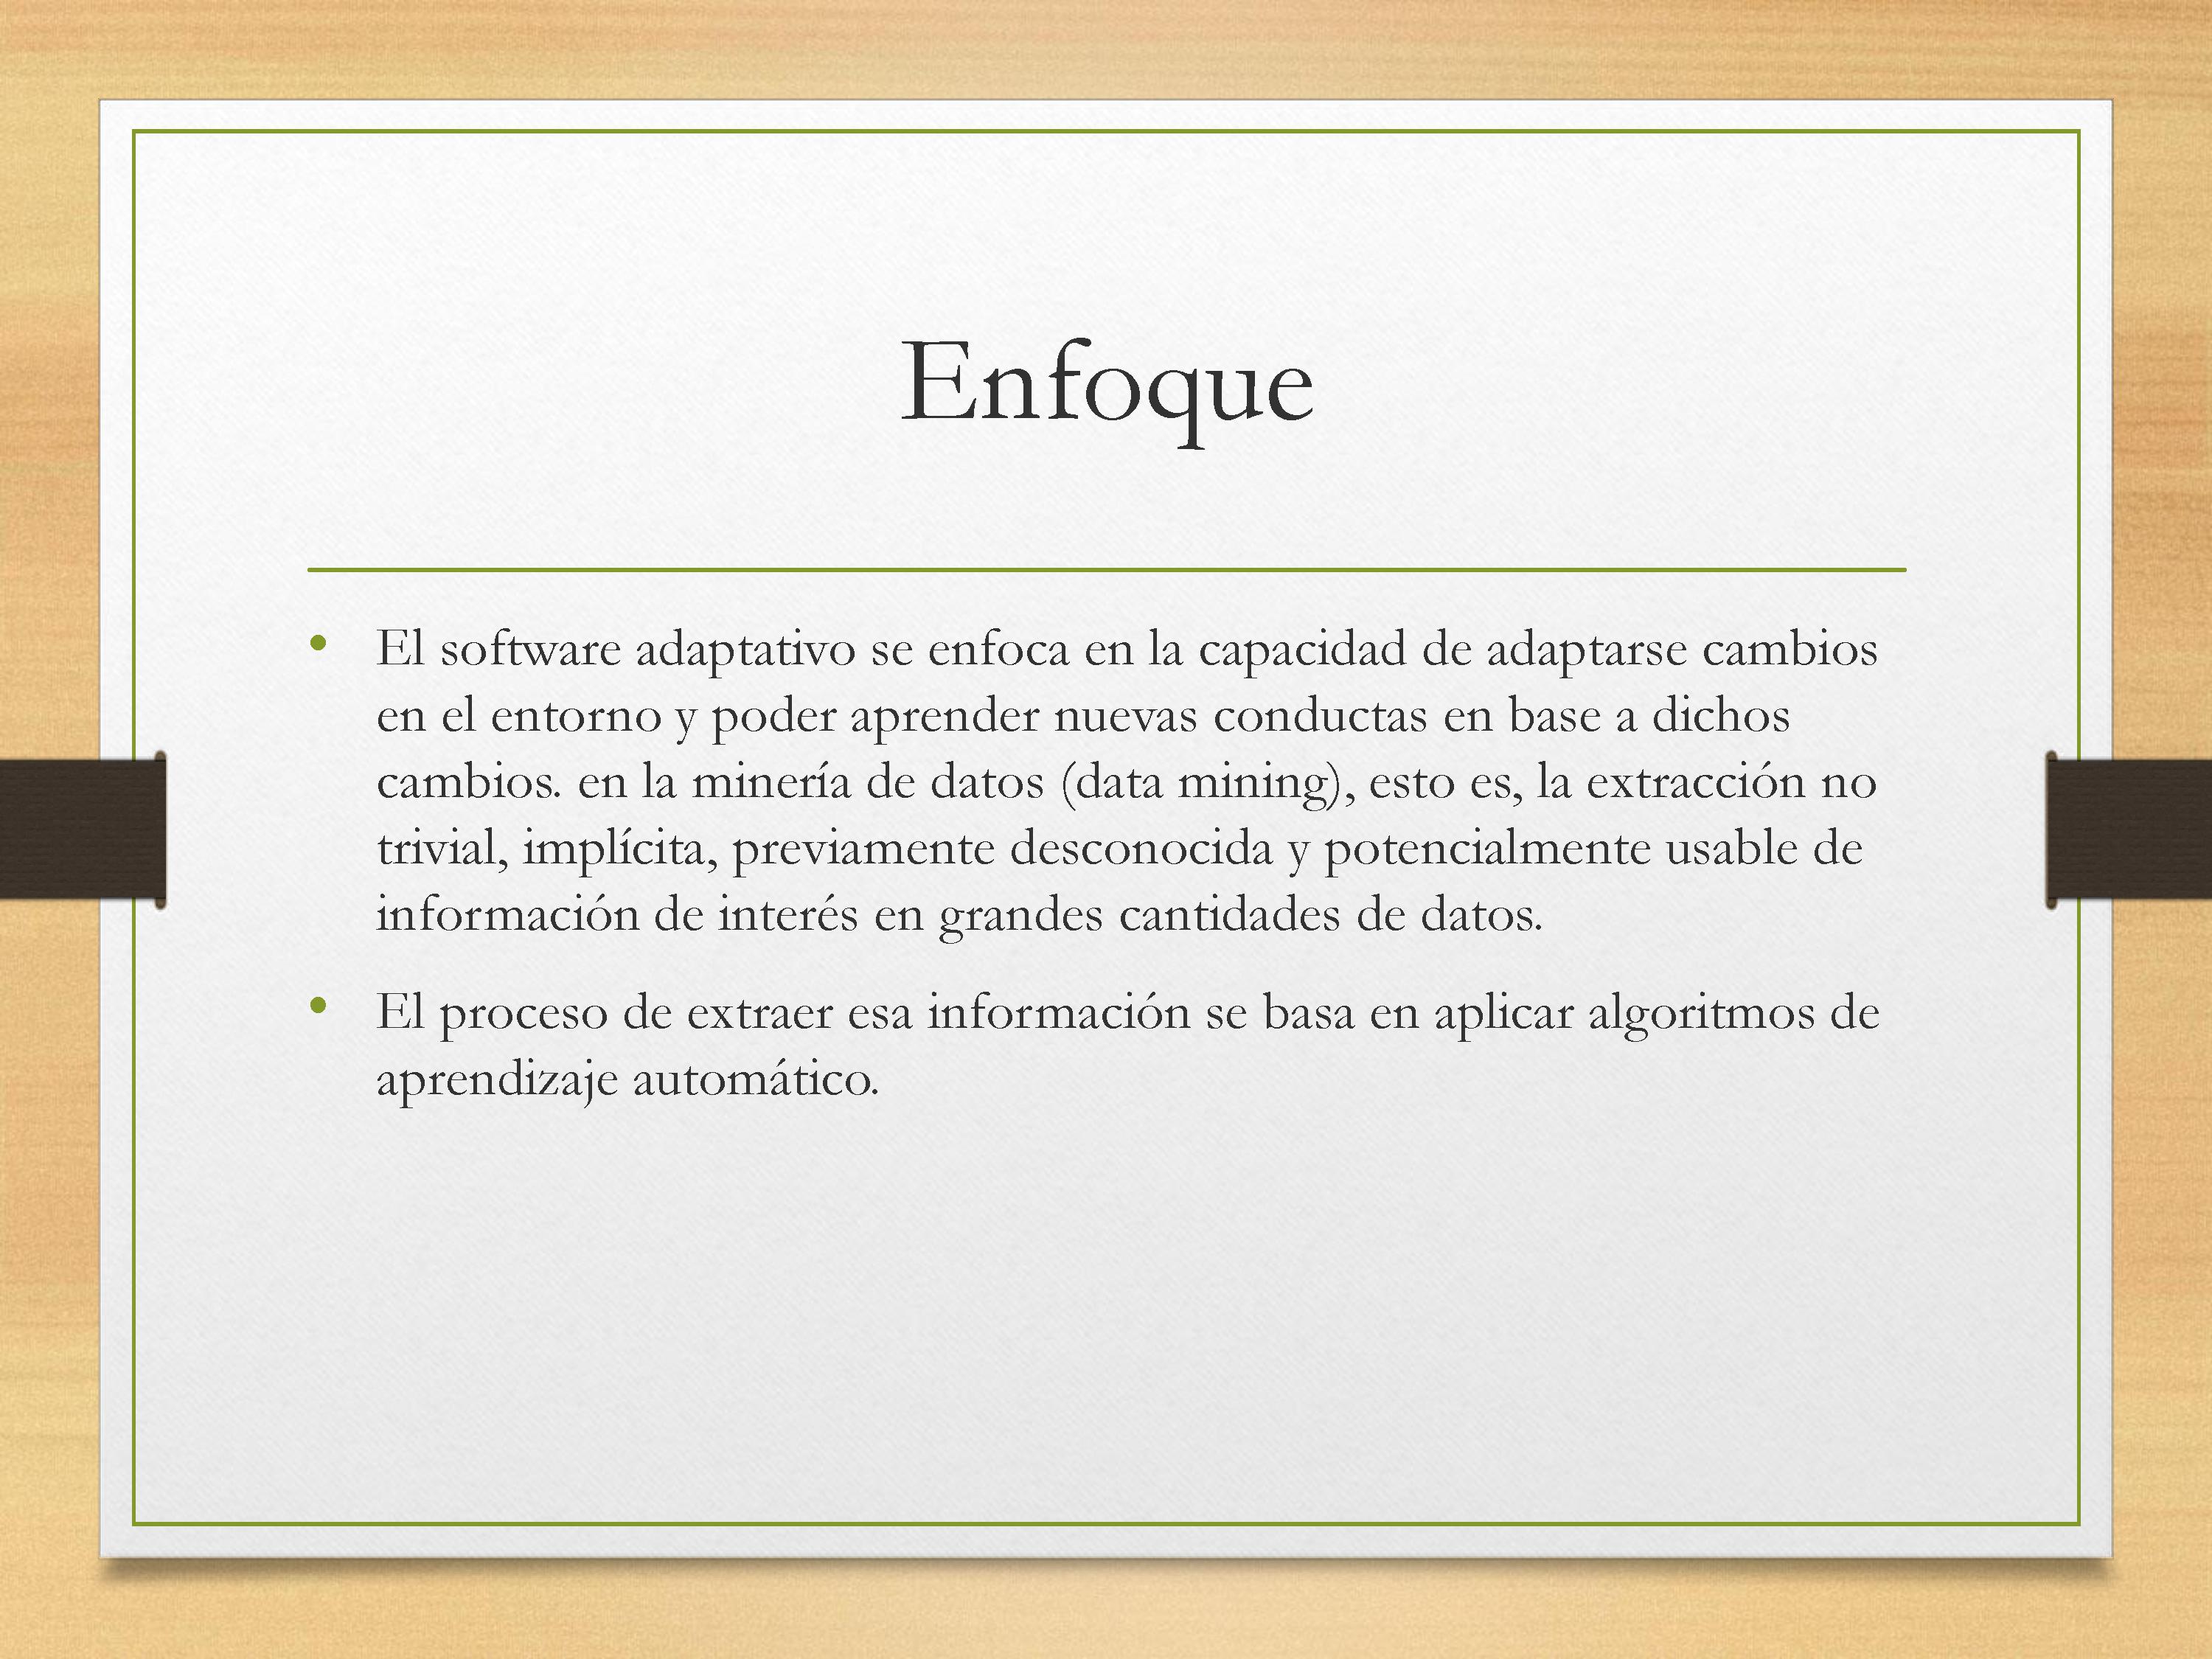 Enfoque
• El software adaptativo se enfoca en la capacidad de adaptarse cambios
en el entorno y poder aprender nuevas conductas en base a dichos
cambios. en la minería de datos (data mining), esto es, la extracción no
trivial, implícita, previamente desconocida y potencialmente usable de
información de interés en grandes cantidades de datos.
• El proceso de extraer esa información se basa en aplicar algoritmos de
aprendizaje automático.